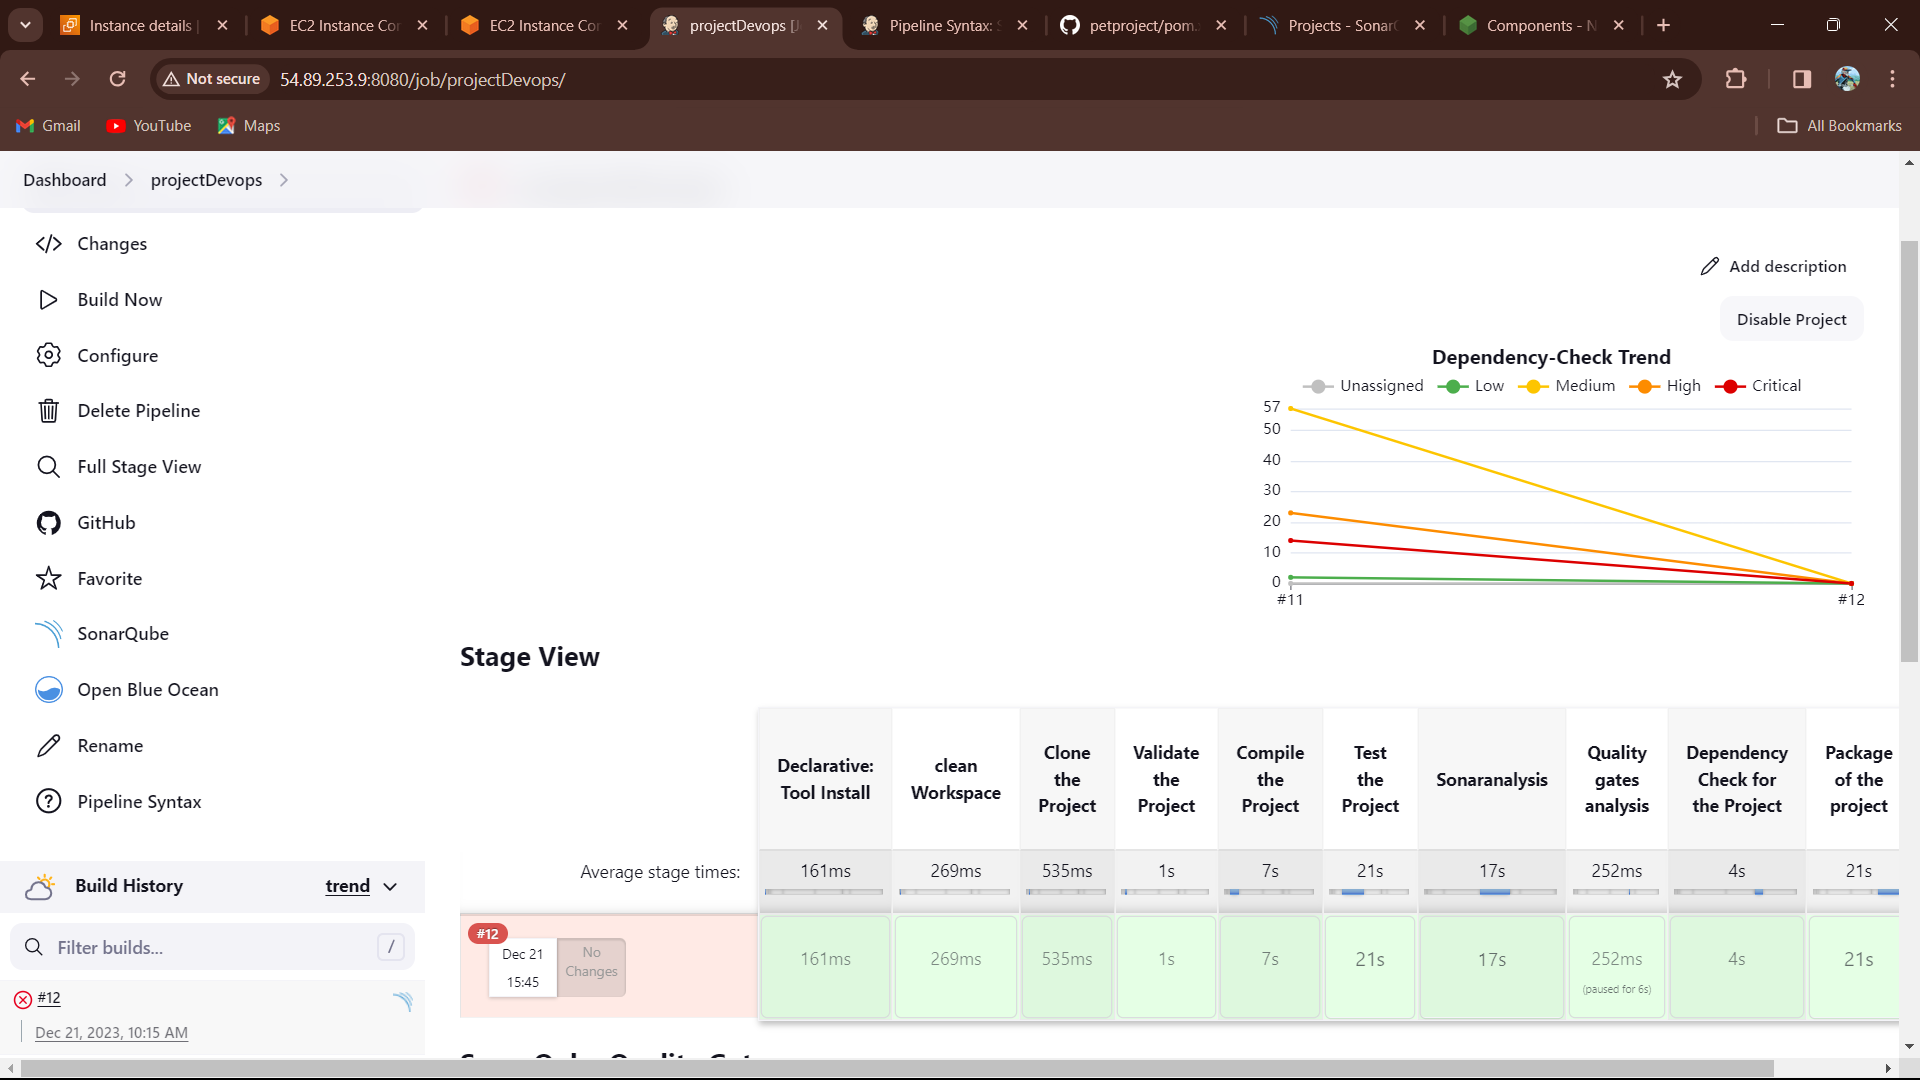 Instance details |
EC2 Instance Cor
EC2 Instance Cor
projectDevops [J
Pipeline Syntax: S
petproject/pom.x
Projects - SonarQ
Components - N
Not secure
54.89.253.9:8080/job/projectDevops/
Gmail
YouTube
Maps
All Bookmarks
Dashboard
projectDevops
Changes
Build Now
Configure
Delete Pipeline
Full Stage View
GitHub
Favorite
SonarQube
Open Blue Ocean
Rename
Pipeline Syntax
Build History
trend
Filter builds...
/
#12
Dec 21, 2023, 10:15 AM
Add description
Disable Project
Dependency-Check Trend
Unassigned
Low
Medium
High
Critical
57
50
40
30
20
10
0
#11
#12
Stage View
Declarative:
Tool Install
clean
Workspace
Clone
the
Project
Validate
the
Project
Compile
the
Project
Test
the
Project
Sonaranalysis
Quality
gates
analysis
Dependency
Check for
the Project
Package
of the
project
Average stage times:
161ms
269ms
535ms
1s
7s
21s
17s
252ms
4s
21s
#12
Dec 21
15:45
No
Changes
161ms
269ms
535ms
1s
7s
21s
17s
252ms
(paused for 6s)
4s
21s